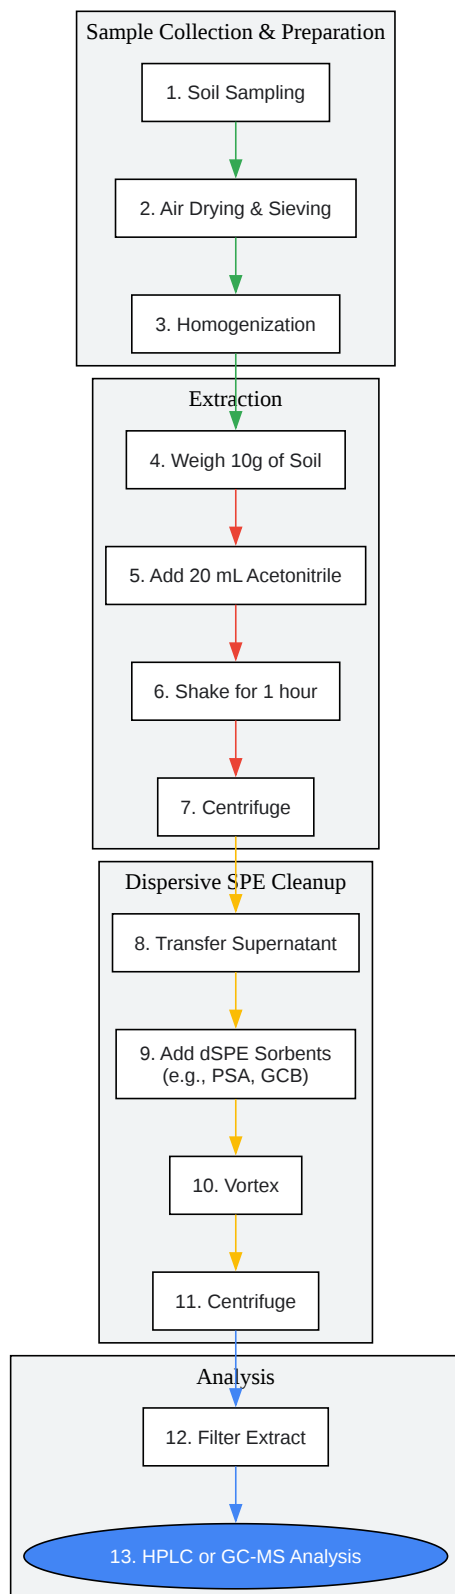 Sample Collection & Preparation
1. Soil Sampling
2. Air Drying & Sieving
3. Homogenization
Extraction
4. Weigh 10g of Soil
5. Add 20 mL Acetonitrile
6. Shake for 1 hour
7. Centrifuge
Dispersive SPE Cleanup
8. Transfer Supernatant
9. Add dSPE Sorbents
(e.g., PSA, GCB)
10. Vortex
11. Centrifuge
Analysis
12. Filter Extract
13. HPLC or GC-MS Analysis